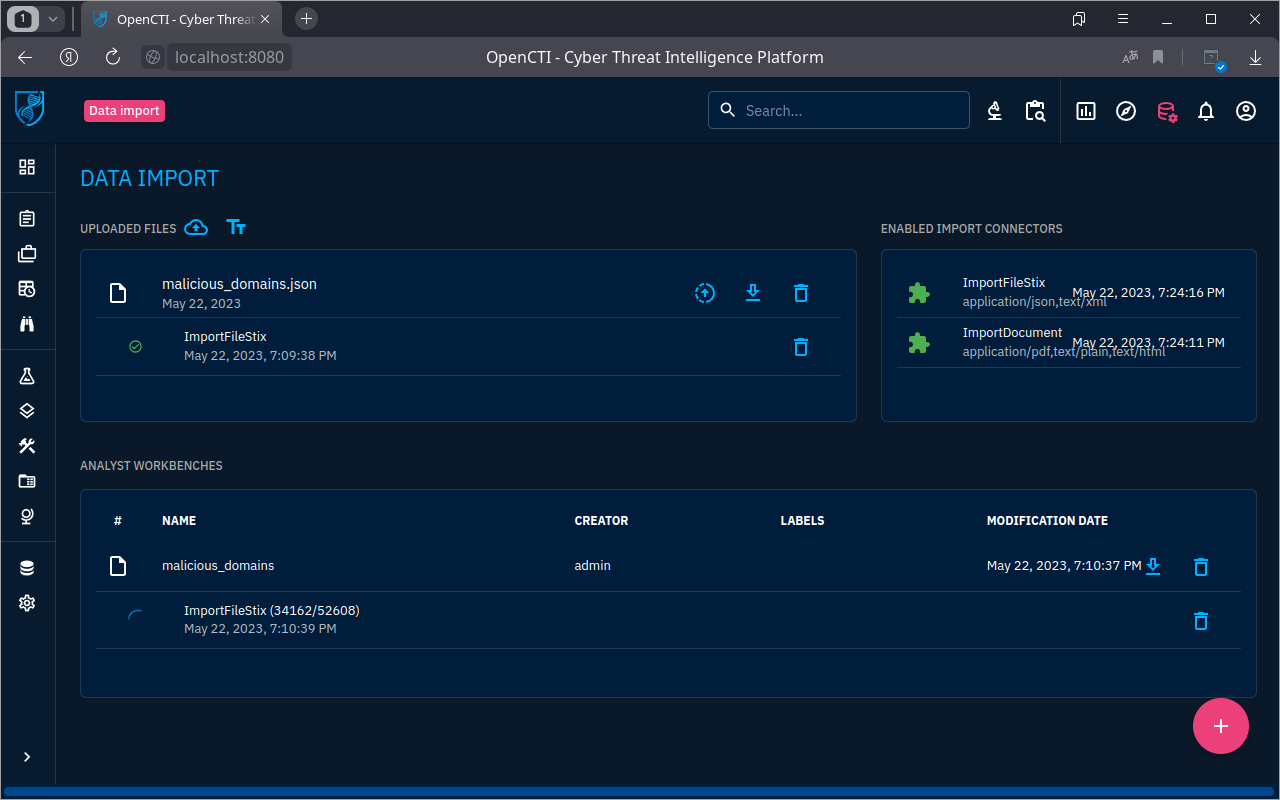 1
OpenCTI - Cyber Threat
localhost:8080
OpenCTI - Cyber Threat Intelligence Platform
Data import
Search...
DATA IMPORT
UPLOADED FILES
malicious_domains.json
May 22, 2023
ImportFileStix
May 22, 2023, 7:09:38 PM
ENABLED IMPORT CONNECTORS
ImportFileStix
application/json,text/xml
May 22, 2023, 7:24:16 PM
ImportDocument
application/pdf,text/plain,text/html
May 22, 2023, 7:24:11 PM
ANALYST WORKBENCHES
# NAME CREATOR LABELS MODIFICATION DATE
malicious_domains admin May 22, 2023, 7:10:37 PM
ImportFileStix (34162/52608)
May 22, 2023, 7:10:39 PM